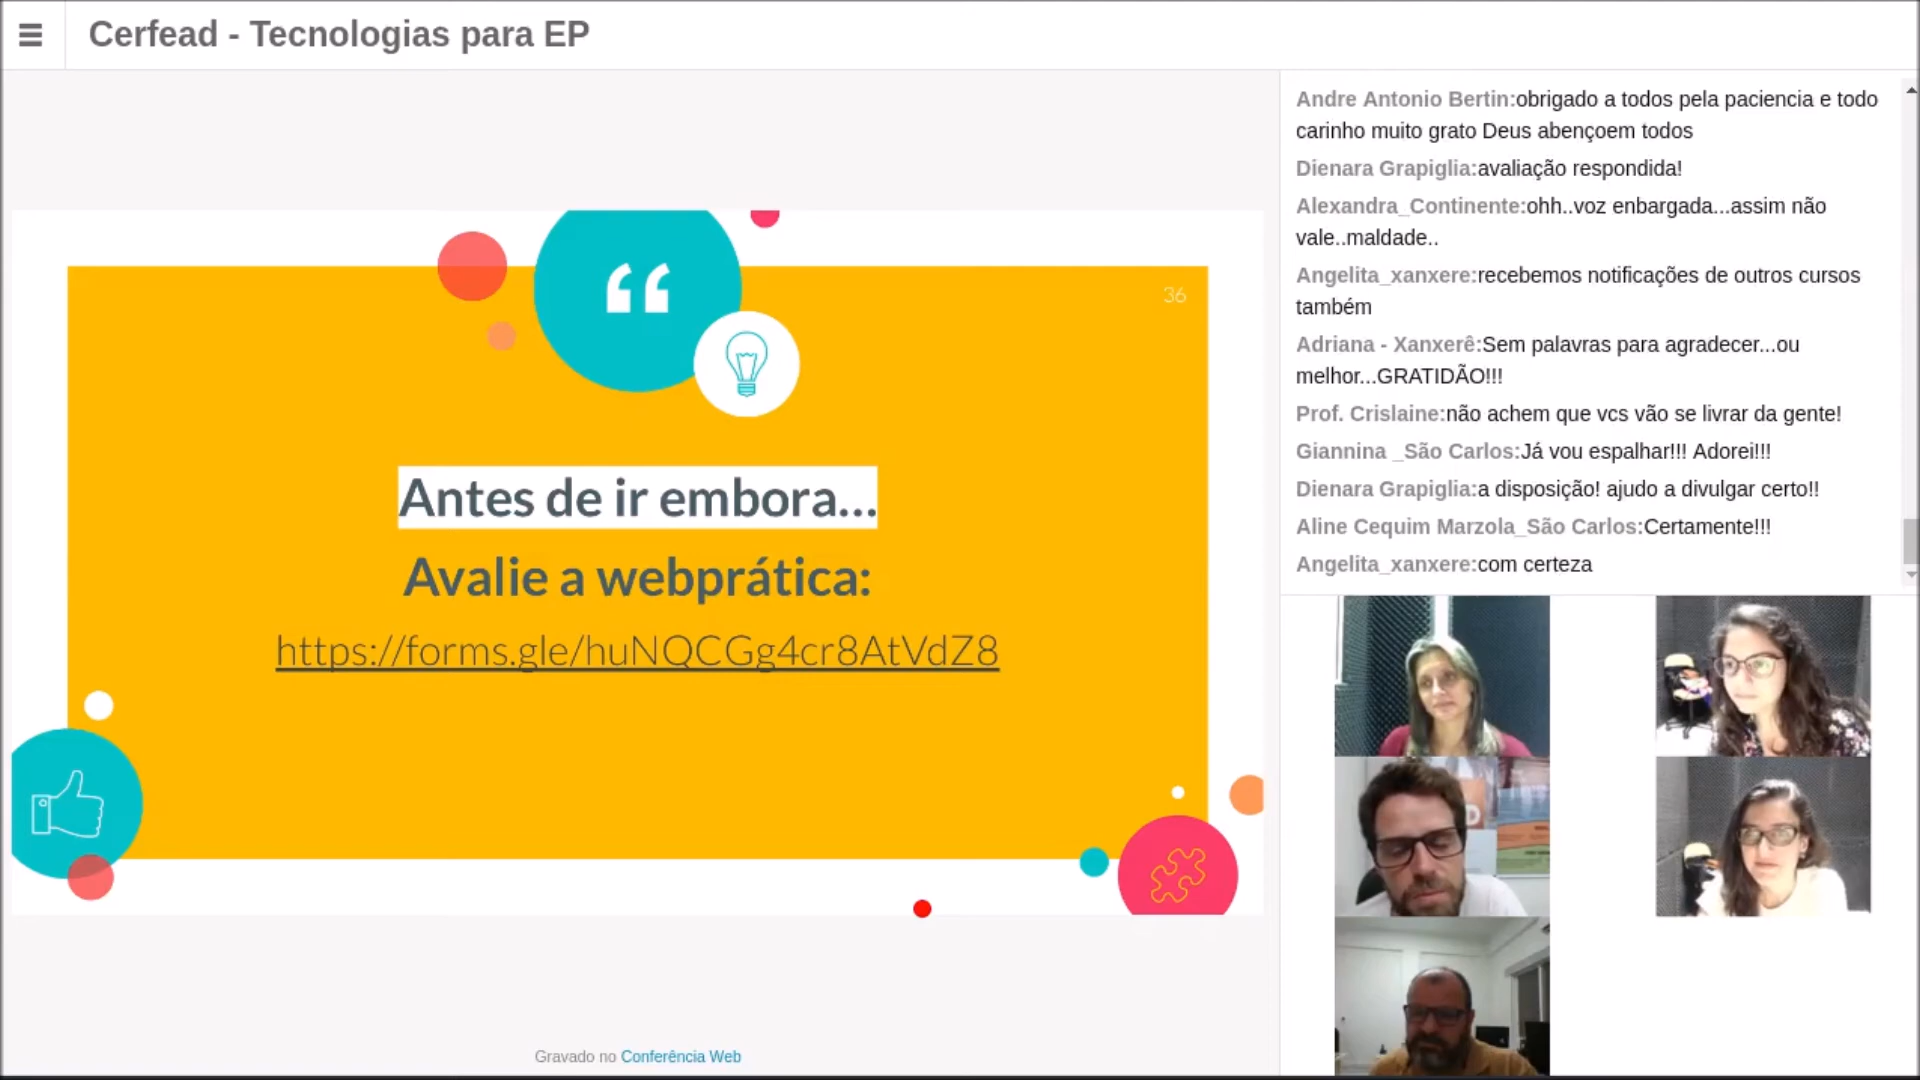 Cerfead - Tecnologias para EP
36
Antes de ir embora...
Avalie a webprática:
https://forms.gle/huNQCGg4cr8AtVdZ8
Gravado no Conferência Web
Andre Antonio Bertin:obrigado a todos pela paciencia e todo
carinho muito grato Deus abençoem todos
Dienara Grapiglia:avaliação respondida!
Alexandra_Continente:ohh..voz enbargada...assim não
vale..maldade..
Angelita_xanxere:recebemos notificações de outros cursos
também
Adriana - Xanxerê:Sem palavras para agradecer...ou
melhor...GRATIDÃO!!!
Prof. Crislaine:não achem que vcs vão se livrar da gente!
Giannina _São Carlos:Já vou espalhar!!! Adorei!!!
Dienara Grapiglia:a disposição! ajudo a divulgar certo!!
Aline Cequim Marzola_São Carlos:Certamente!!!
Angelita_xanxere:com certeza